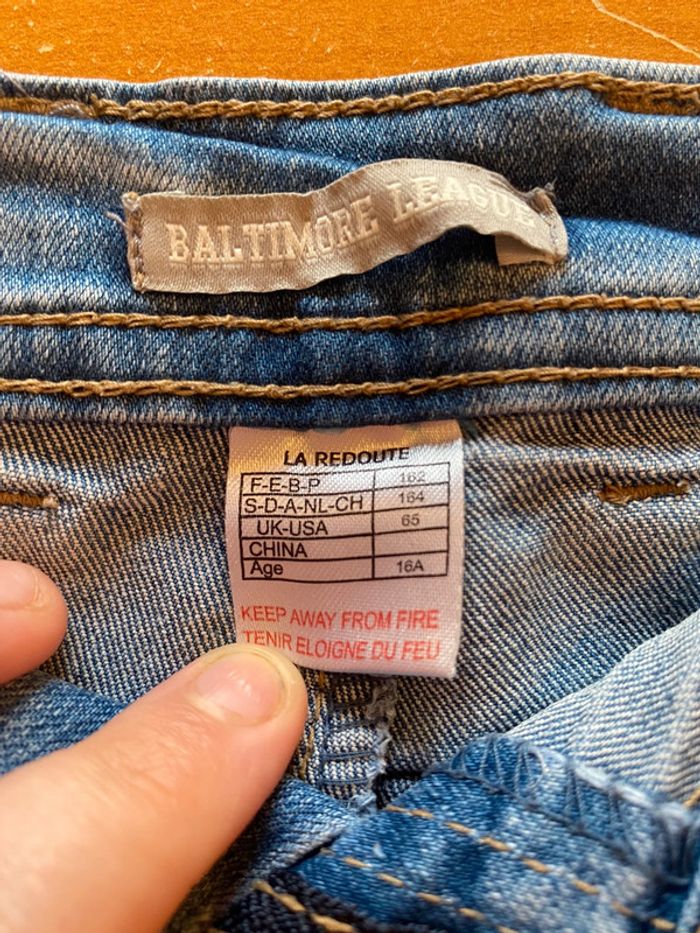 BALTIMORE LEAGUE
LA REDOUTE
F-E-B-P 162
S-D-A-NL-CH 164
UK-USA 65
CHINA
Age 16A
KEEP AWAY FROM FIRE
TENIR ELOIGNE DU FEU